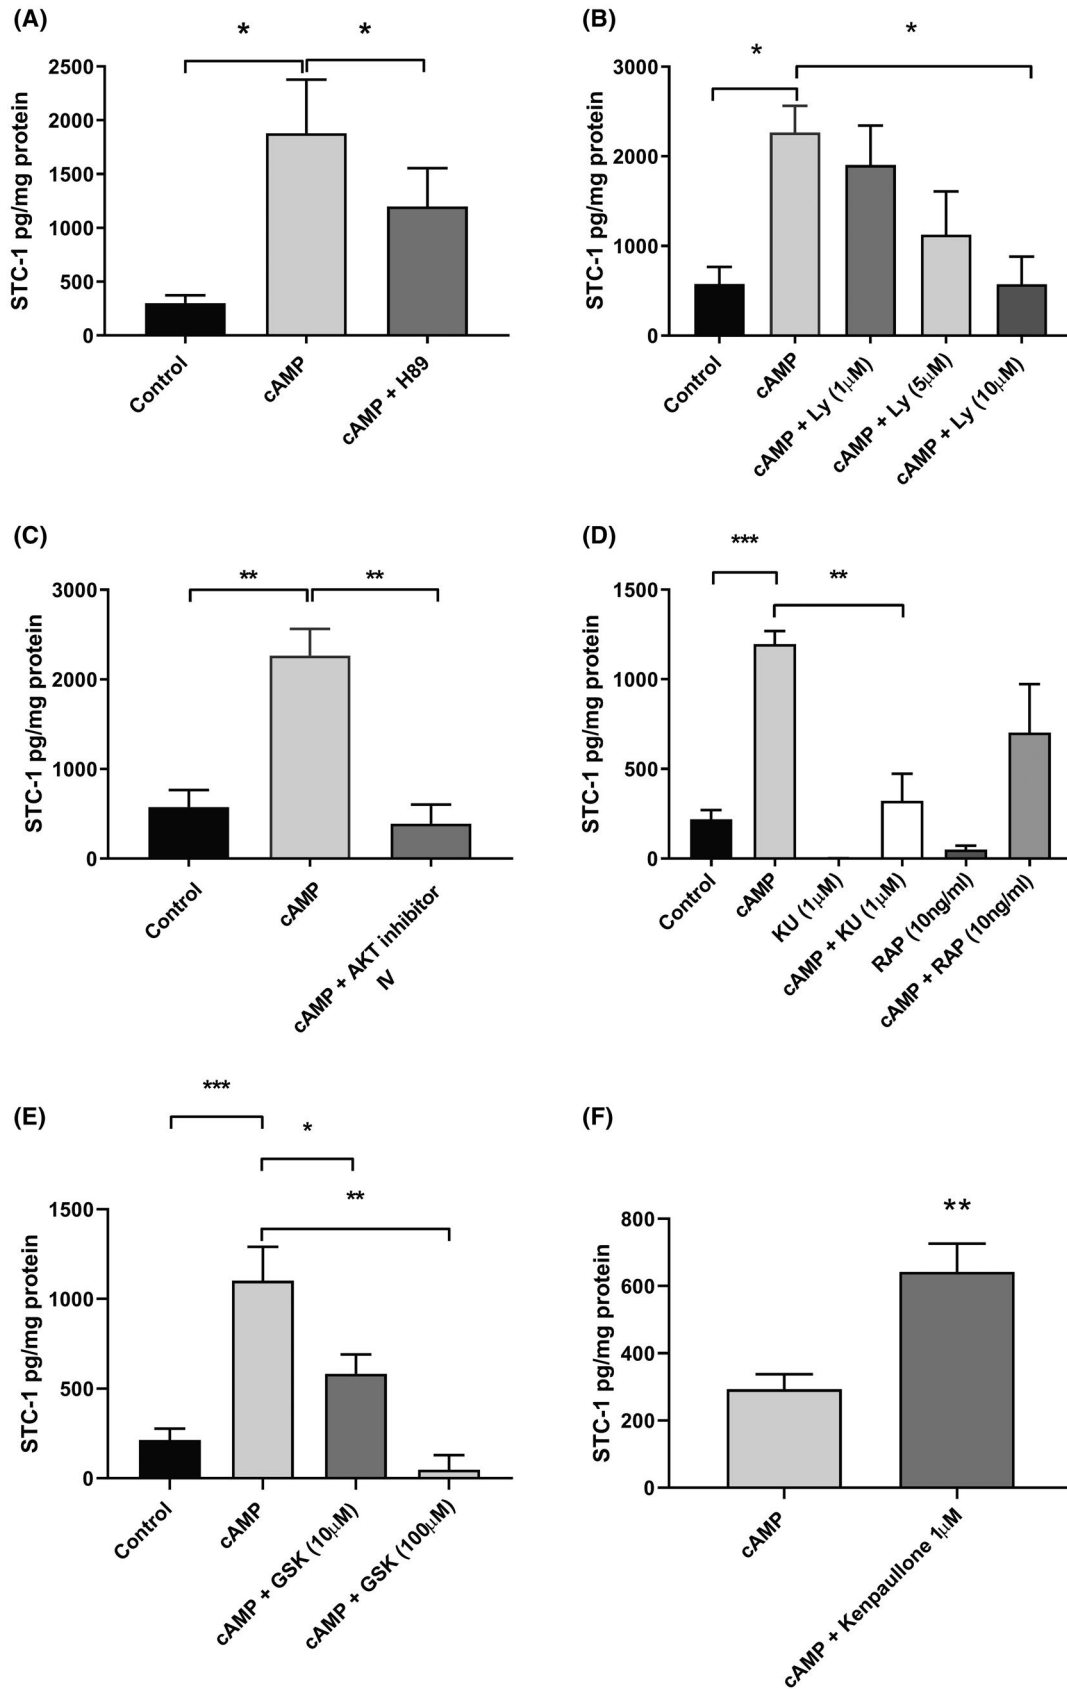 (A)
* *
STC-1 pg/mg protein
2500
2000
1500
1000
500
0
Control
cAMP
cAMP + H89
(B)
*
*
STC-1 pg/mg protein
3000
2000
1000
0
Control
cAMP
cAMP + Ly (1µM)
cAMP + Ly (5µM)
cAMP + Ly (10µM)
(C)
** **
STC-1 pg/mg protein
3000
2000
1000
0
Control
cAMP
cAMP + AKT inhibitor
IV
(D)
***
**
STC-1 pg/mg protein
1500
1000
500
0
Control
cAMP
KU (1µM)
cAMP + KU (1µM)
RAP (10ng/ml)
cAMP + RAP (10ng/ml)
(E)
***
*
**
STC-1 pg/mg protein
1500
1000
500
0
Control
cAMP
cAMP + GSK (10µM)
cAMP + GSK (100µM)
(F)
**
STC-1 pg/mg protein
800
600
400
200
0
cAMP
cAMP + Kenpaullone 1µM